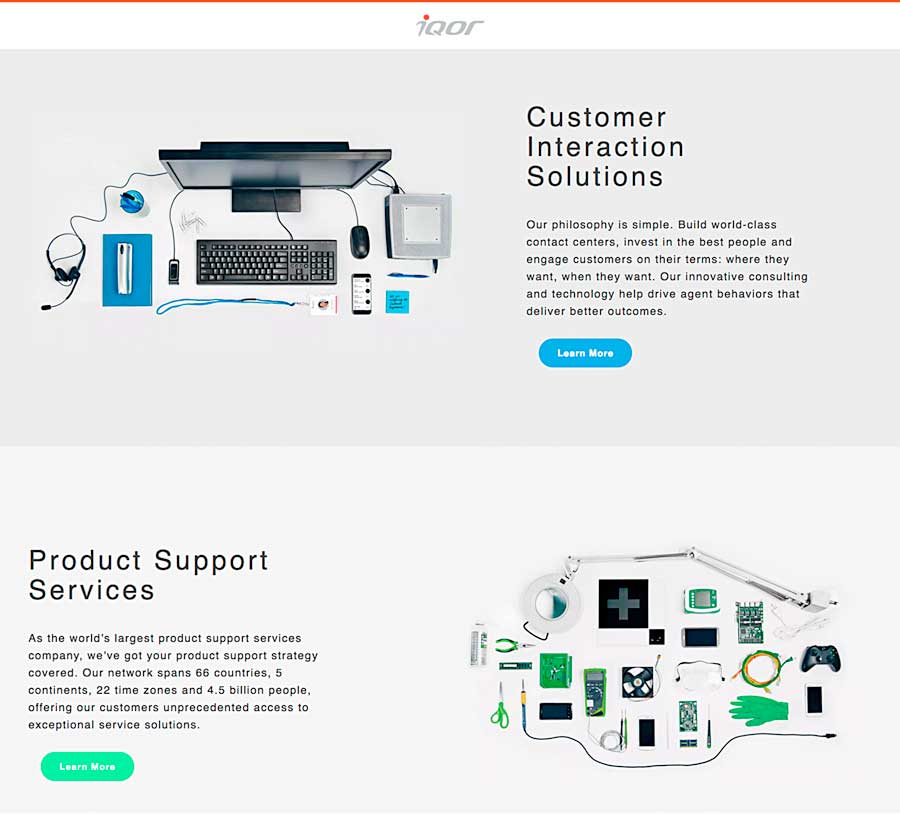 iqor
Customer
Interaction
Solutions
Our philosophy is simple. Build world-class
contact centers, invest in the best people and
engage customers on their terms: where they
want, when they want. Our innovative consulting
and technology help drive agent behaviors that
deliver better outcomes.
Learn More
Product Support
Services
As the world’s largest product support services
company, we’ve got your product support strategy
covered. Our network spans 66 countries, 5
continents, 22 time zones and 4.5 billion people,
offering our customers unprecedented access to
exceptional service solutions.
Learn More